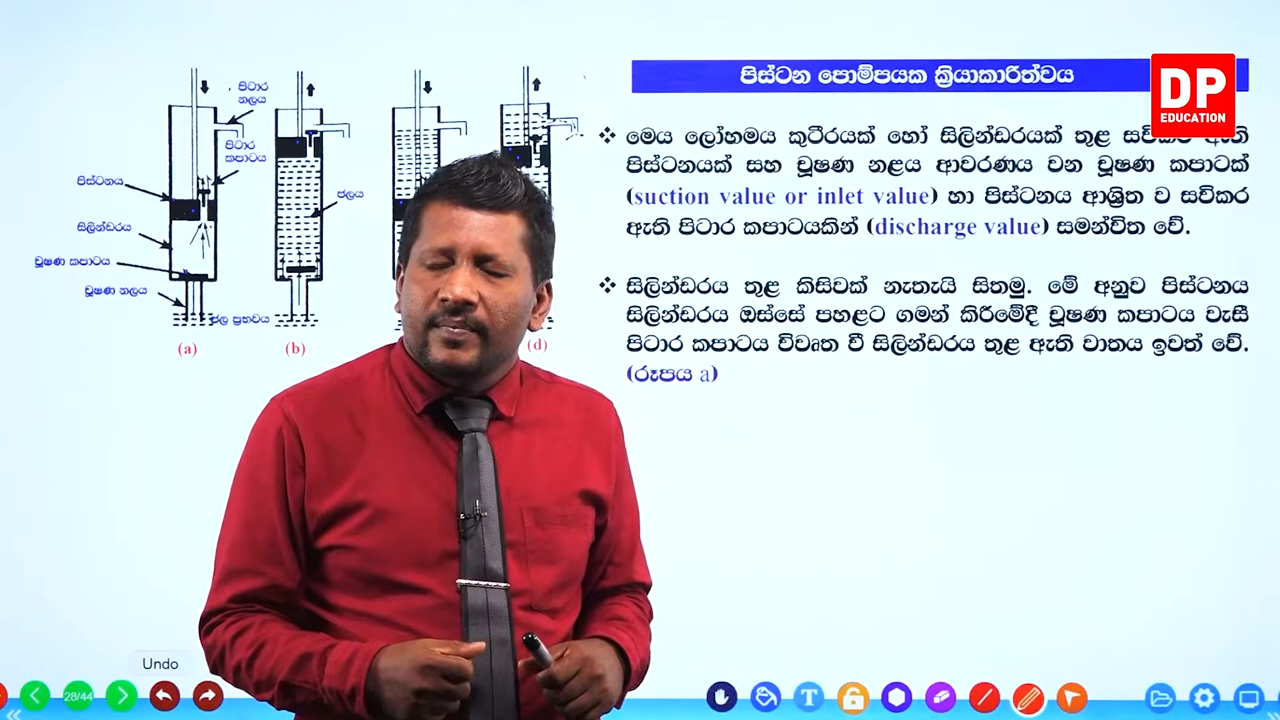 පිස්ටන පොම්පයක ක්‍රියාකාරීත්වය
DP
EDUCATION
මෙය ලෝහමය කුටීරයක් හෝ සිලින්ඩරයක් තුළ සවිකර ඇති
පිස්ටනයක් සහ චූෂණ නළය ආවරණය වන චූෂණ කපාටක්
(suction value or inlet value) හා පිස්ටනය ආශ්‍රිත ව සවිකර
ඇති පිටාර කපාටයකින් (discharge value) සමන්විත වේ.
සිලින්ඩරය තුළ කිසිවක් නැතැයි සිතමු. මේ අනුව පිස්ටනය
සිලින්ඩරය ඔස්සේ පහළට ගමන් කිරීමේදී චූෂණ කපාටය වැසී
පිටාර කපාටය විවෘත වී සිලින්ඩරය තුළ ඇති වාතය ඉවත් වේ.
(රූපය a)
පිටාර
නලය
පිටාර
කපාටය
පිස්ටනය
ජලය
සිලින්ඩරය
චූෂණ කපාටය
චූෂණ නලය
ජල ප්‍රභවය
(a)
(b)
(d)
Undo
28/44